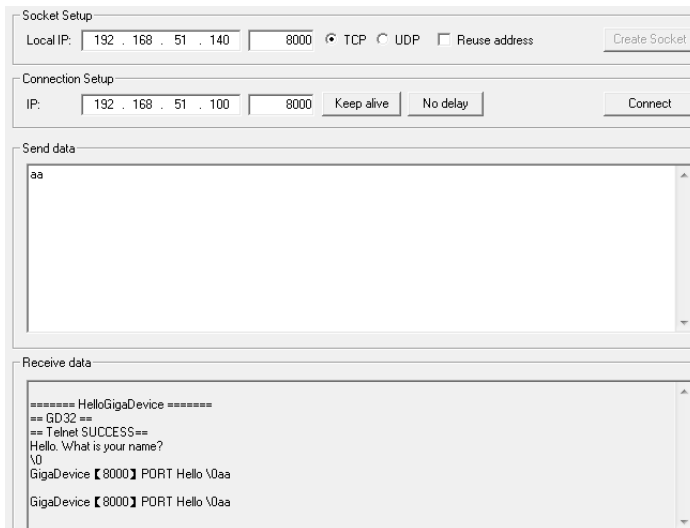 Socket Setup
Local IP: 192 . 168 . 51 . 140 8000 TCP UDP Reuse address Create Socket
Connection Setup
IP: 192 . 168 . 51 . 100 8000 Keep alive No delay Connect
Send data
aa
Receive data
======= HelloGigaDevice =======
== GD32 ==
== Telnet SUCCESS==
Hello. What is your name?
\0
GigaDevice【8000】PORT Hello \0aa
GigaDevice【8000】PORT Hello \0aa